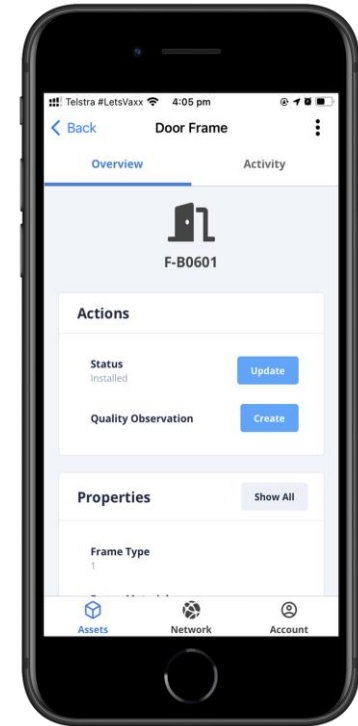 Telstra #LetsVaxx 4:05 pm
Back Door Frame
Overview Activity
F-B0601
Actions
Status
Installed
Update
Quality Observation
Create
Properties
Show All
Frame Type
1
Assets Network Account